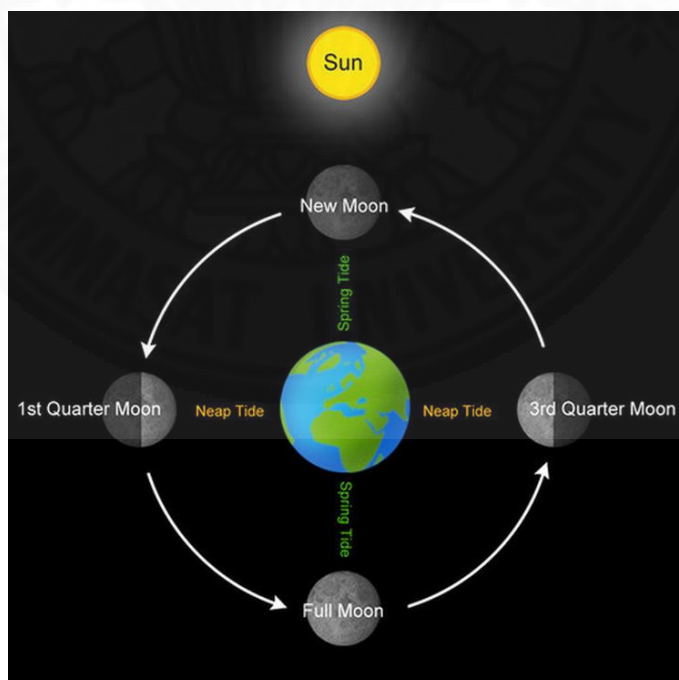 Sun
New Moon
Spring Tide
1st Quarter Moon
Neap Tide
Neap Tide
3rd Quarter Moon
Spring Tide
Full Moon